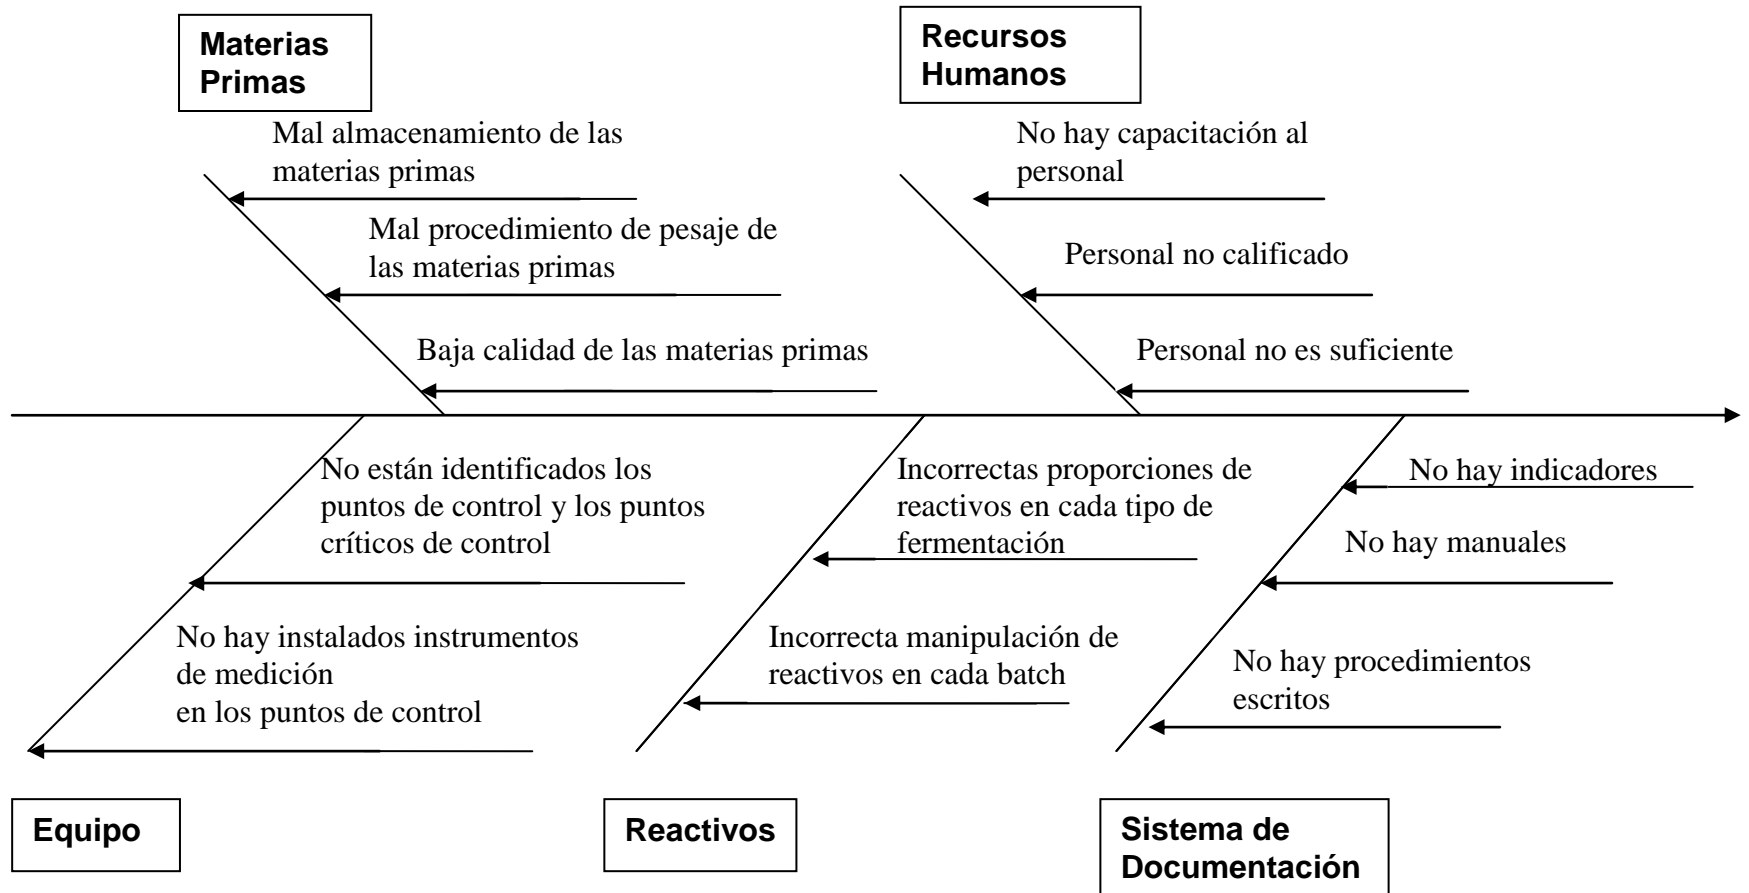 Materias
Primas
Recursos
Humanos
Mal almacenamiento de las
materias primas
No hay capacitación al
personal
Mal procedimiento de pesaje de
las materias primas
Personal no calificado
Baja calidad de las materias primas
Personal no es suficiente
No están identificados los
puntos de control y los puntos
críticos de control
Incorrectas proporciones de
reactivos en cada tipo de
fermentación
No hay indicadores
No hay manuales
No hay instalados instrumentos
de medición
en los puntos de control
Incorrecta manipulación de
reactivos en cada batch
No hay procedimientos
escritos
Equipo
Reactivos
Sistema de
Documentación